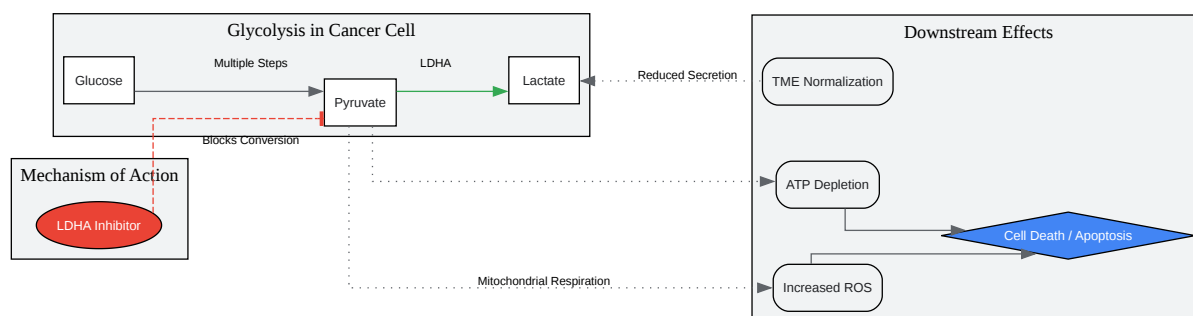 Glycolysis in Cancer Cell
Glucose
Multiple Steps
Pyruvate
LDHA
Lactate
Blocks Conversion
Mechanism of Action
LDHA Inhibitor
Downstream Effects
Reduced Secretion
TME Normalization
ATP Depletion
Cell Death / Apoptosis
Mitochondrial Respiration
Increased ROS